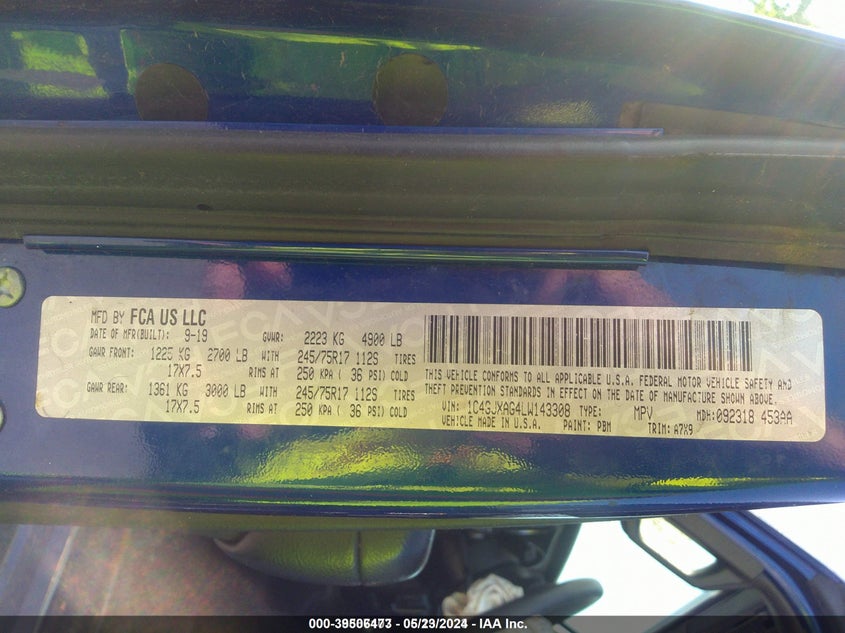 MFD BY FCA US LLC
DATE OF MFR(BUILT): 9-19 GVWR: 2223 KG 4900 LB
GAWR FRONT: 1225 KG 2700 LB WITH 245/75R17 112S TIRES
17X7.5 RIMS AT 250 KPA ( 36 PSI) COLD
GAWR REAR: 1361 KG 3000 LB WITH 245/75R17 112S TIRES
17X7.5 RIMS AT 250 KPA ( 36 PSI) COLD
THIS VEHICLE CONFORMS TO ALL APPLICABLE U.S.A. FEDERAL MOTOR VEHICLE SAFETY AND
THEFT PREVENTION STANDARDS IN EFFECT ON THE DATE OF MANUFACTURE SHOWN ABOVE.
VIN: 1C4GJXAG4LW143308 TYPE: MPV MDH: 092318 453AA
VEHICLE MADE IN U.S.A. PAINT: PBM TRIM: A7X9
000-39506473 - 05/23/2024 - IAA Inc.